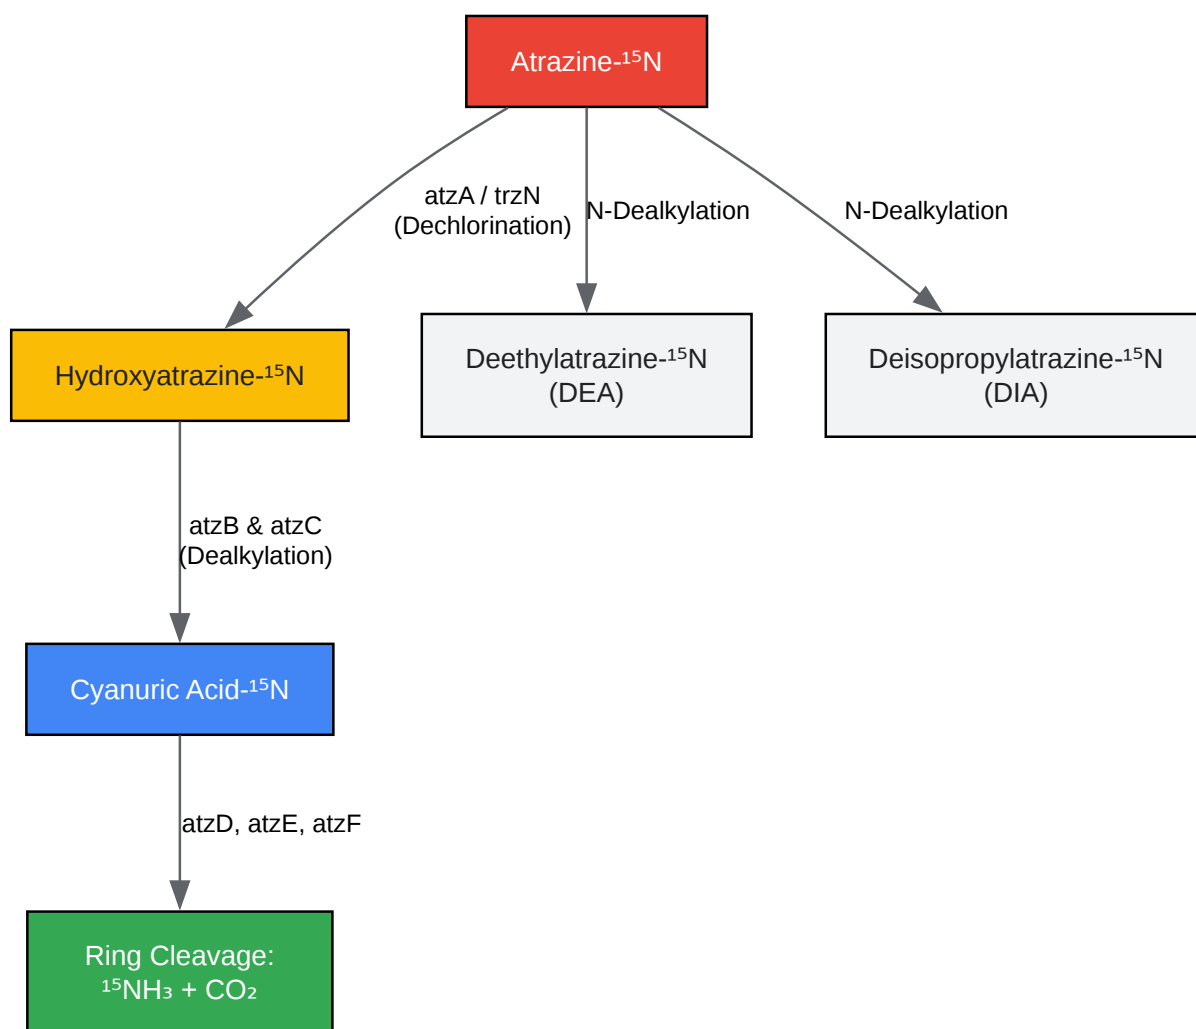 Atrazine-¹⁵N
atzA / trzN
(Dechlorination)
N-Dealkylation
N-Dealkylation
Hydroxyatrazine-¹⁵N
Deethylatrazine-¹⁵N
(DEA)
Deisopropylatrazine-¹⁵N
(DIA)
atzB & atzC
(Dealkylation)
Cyanuric Acid-¹⁵N
atzD, atzE, atzF
Ring Cleavage:
¹⁵NH₃ + CO₂